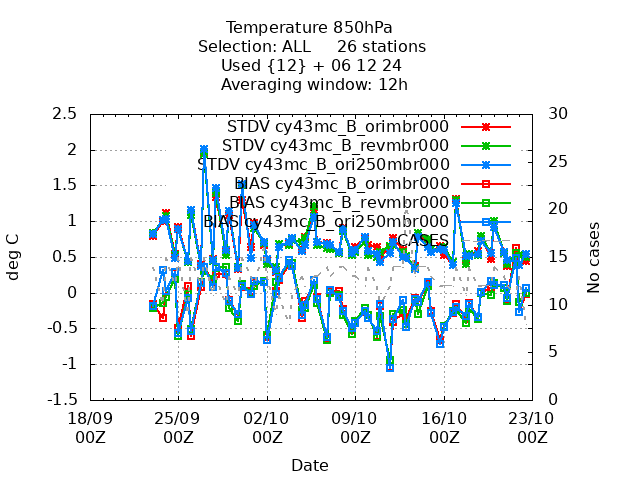 Temperature 850hPa
Selection: ALL 26 stations
Used {12} + 06 12 24
Averaging window: 12h
STDV cy43mc_B_orimbr000
STDV cy43mc_B_revmbr000
STDV cy43mc_B_ori250mbr000
BIAS cy43mc_B_orimbr000
BIAS cy43mc_B_revmbr000
BIAS cy43mc_B_ori250mbr000
CASES
deg C
2.5
2
1.5
1
0.5
0
-0.5
-1
-1.5
No cases
30
25
20
15
10
5
0
18/09 25/09 02/10 09/10 16/10 23/10
00Z 00Z 00Z 00Z 00Z 00Z
Date